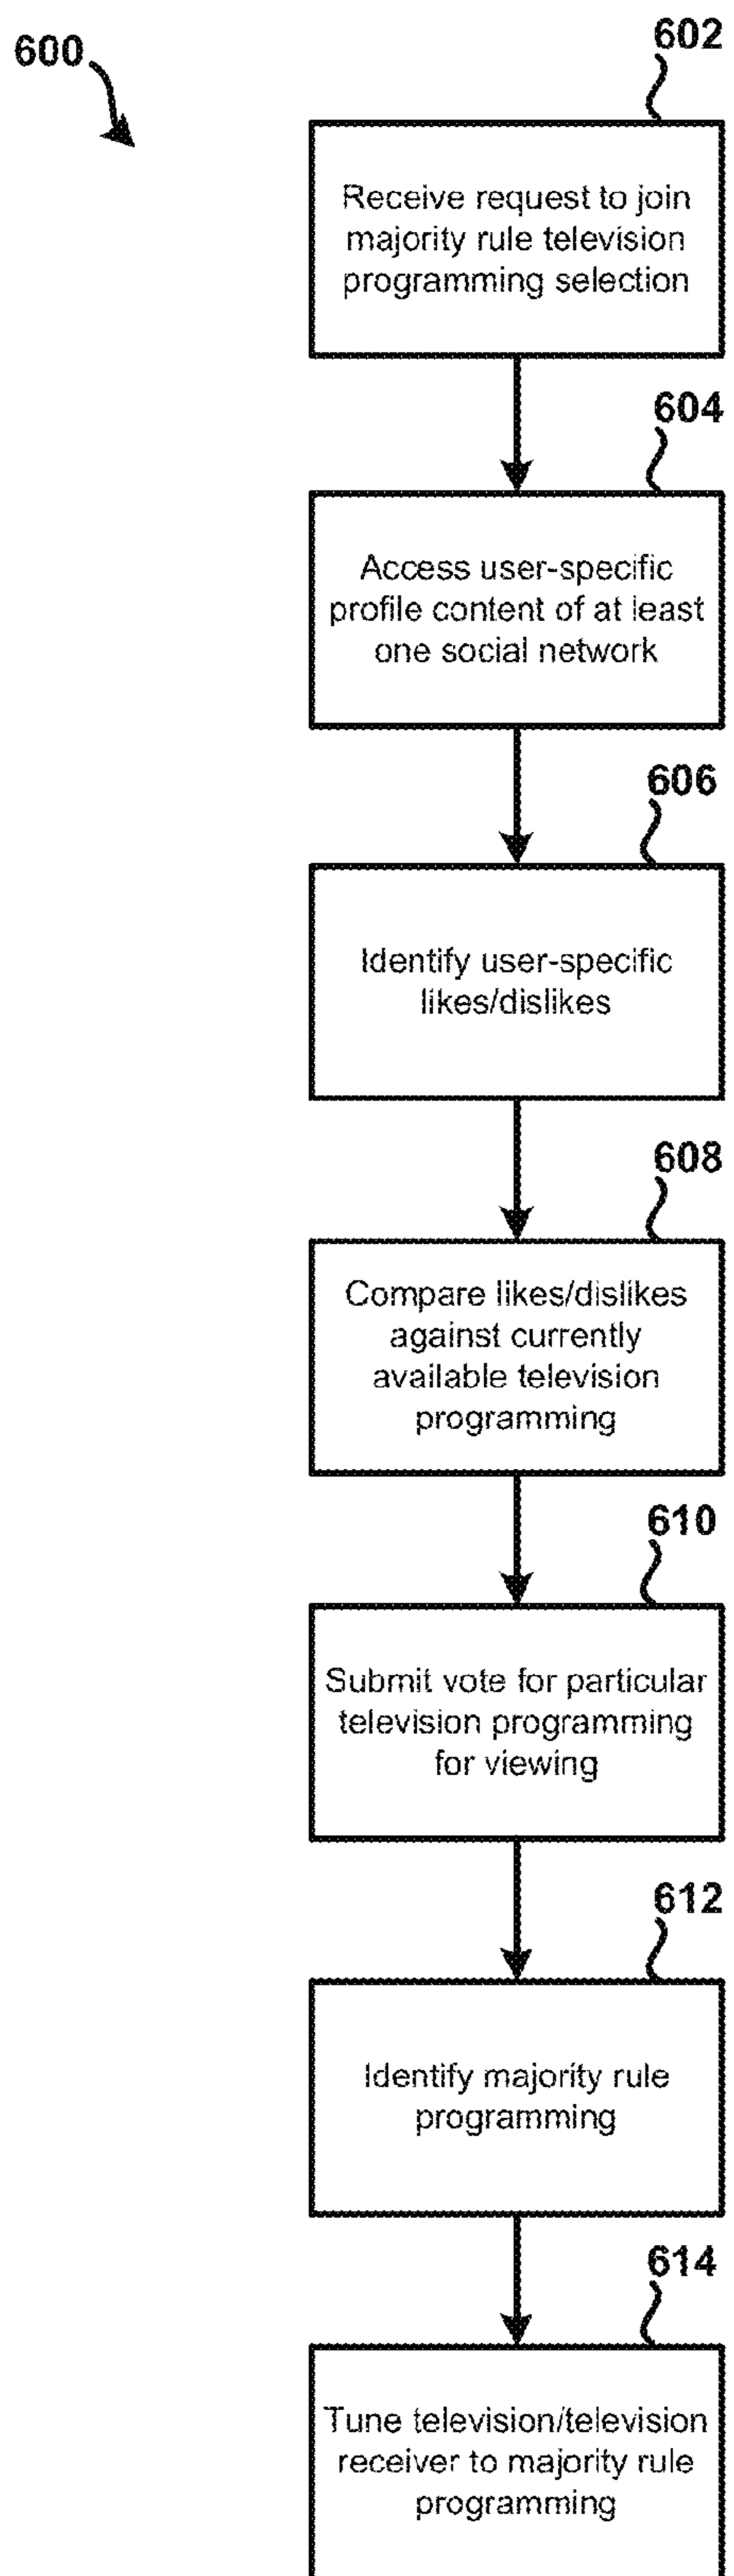 600
602
Receive request to join
majority rule television
programming selection
604
Access user-specific
profile content of at least
one social network
606
Identify user-specific
likes/dislikes
608
Compare likes/dislikes
against currently
available television
programming
610
Submit vote for particular
television programming
for viewing
612
Identify majority rule
programming
614
Tune television/television
receiver to majority rule
programming